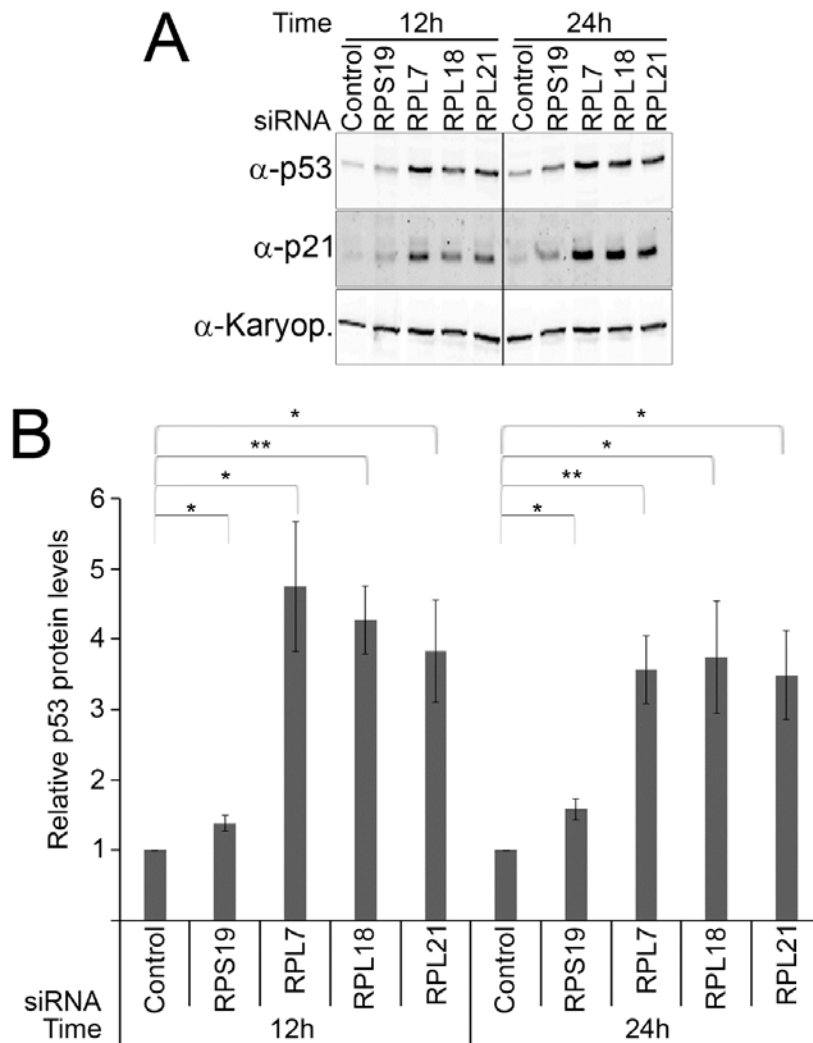 A
Time 12h 24h
siRNA Control RPS19 RPL7 RPL18 RPL21 Control RPS19 RPL7 RPL18 RPL21
α-p53
α-p21
α-Karyop.
B
* ** * * * * ** *
Relative p53 protein levels
6
5
4
3
2
1
siRNA Control RPS19 RPL7 RPL18 RPL21 Control RPS19 RPL7 RPL18 RPL21
Time 12h 24h